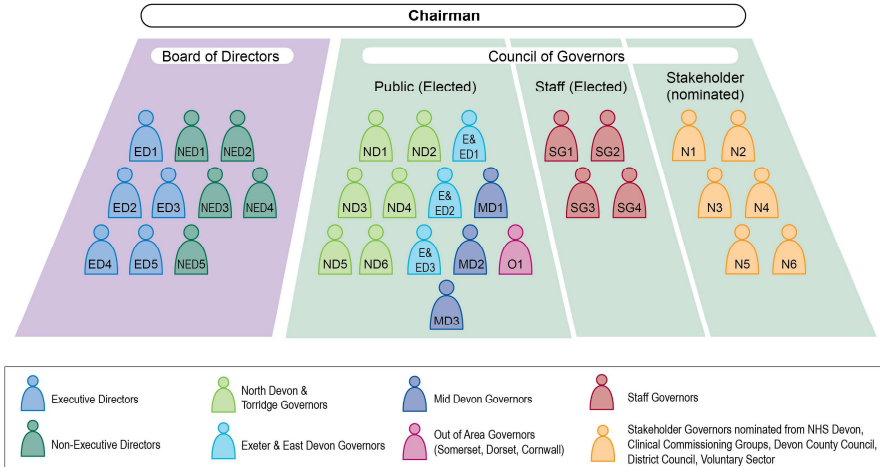 Chairman
Board of Directors
Council of Governors
Public (Elected)
Staff (Elected)
Stakeholder
(nominated)
ED1 NED1 NED2
ND1 ND2 E&
ED1
SG1 SG2
N1 N2
ED2 ED3 NED3 NED4
ND3 ND4 E&
ED2 MD1
SG3 SG4
N3 N4
ED4 ED5 NED5
ND5 ND6 E&
ED3 MD2 O1
N5 N6
MD3
Executive Directors
North Devon &
Torridge Governors
Mid Devon Governors
Staff Governors
Non-Executive Directors
Exeter & East Devon Governors
Out of Area Governors
(Somerset, Dorset, Cornwall)
Stakeholder Governors nominated from NHS Devon,
Clinical Commissioning Groups, Devon County Council,
District Council, Voluntary Sector